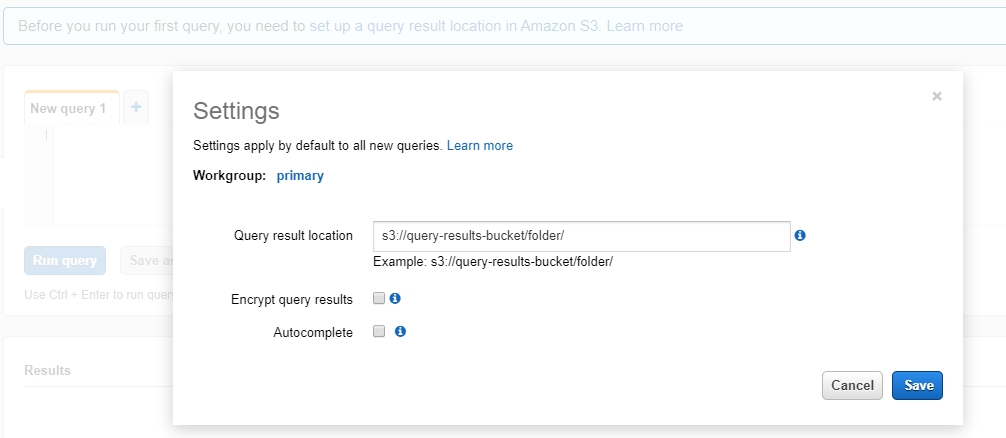 Before you run your first query, you need to set up a query result location in Amazon S3. Learn more
New query 1
+
1
Settings
×
Settings apply by default to all new queries. Learn more
Workgroup: primary
Query result location s3://query-results-bucket/folder/
Example: s3://query-results-bucket/folder/
Run query Save as
Use Ctrl + Enter to run query
Encrypt query results
Autocomplete
Results
Cancel Save